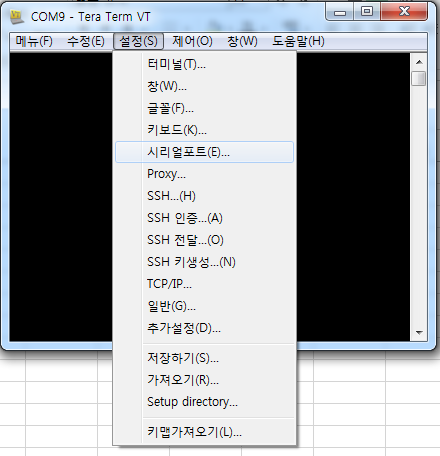 COM9 - Tera Term VT
메뉴(F) 수정(E) 설정(S) 제어(O) 창(W) 도움말(H)
터미널(T)...
창(W)...
글꼴(F)...
키보드(K)...
시리얼포트(E)...
Proxy...
SSH...(H)
SSH 인증...(A)
SSH 전달...(O)
SSH 키생성...(N)
TCP/IP...
일반(G)...
추가설정(D)...
저장하기(S)...
가져오기(R)...
Setup directory...
키맵가져오기(L)...